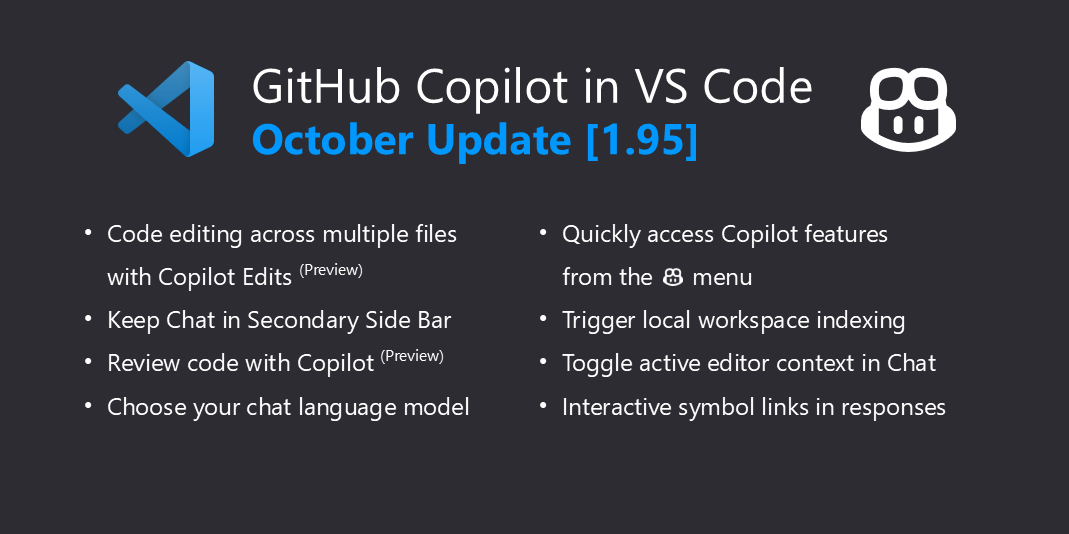 GitHub Copilot in VS Code
October Update [1.95]
• Code editing across multiple files
with Copilot Edits (Preview)
• Keep Chat in Secondary Side Bar
• Review code with Copilot (Preview)
• Choose your chat language model
• Quickly access Copilot features
from the menu
• Trigger local workspace indexing
• Toggle active editor context in Chat
• Interactive symbol links in responses